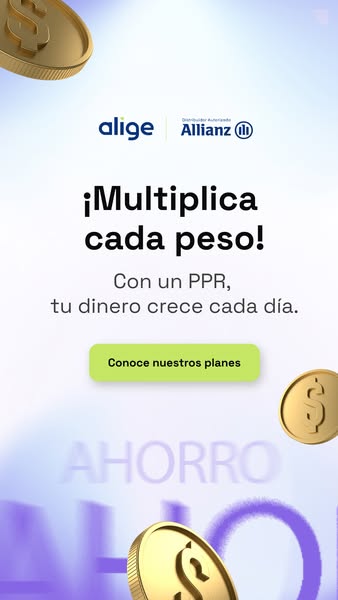 alige
Distribuidor Autorizado
Allianz
¡Multiplica
cada peso!
Con un PPR,
tu dinero crece cada día.
Conoce nuestros planes
AHORRO
AHO